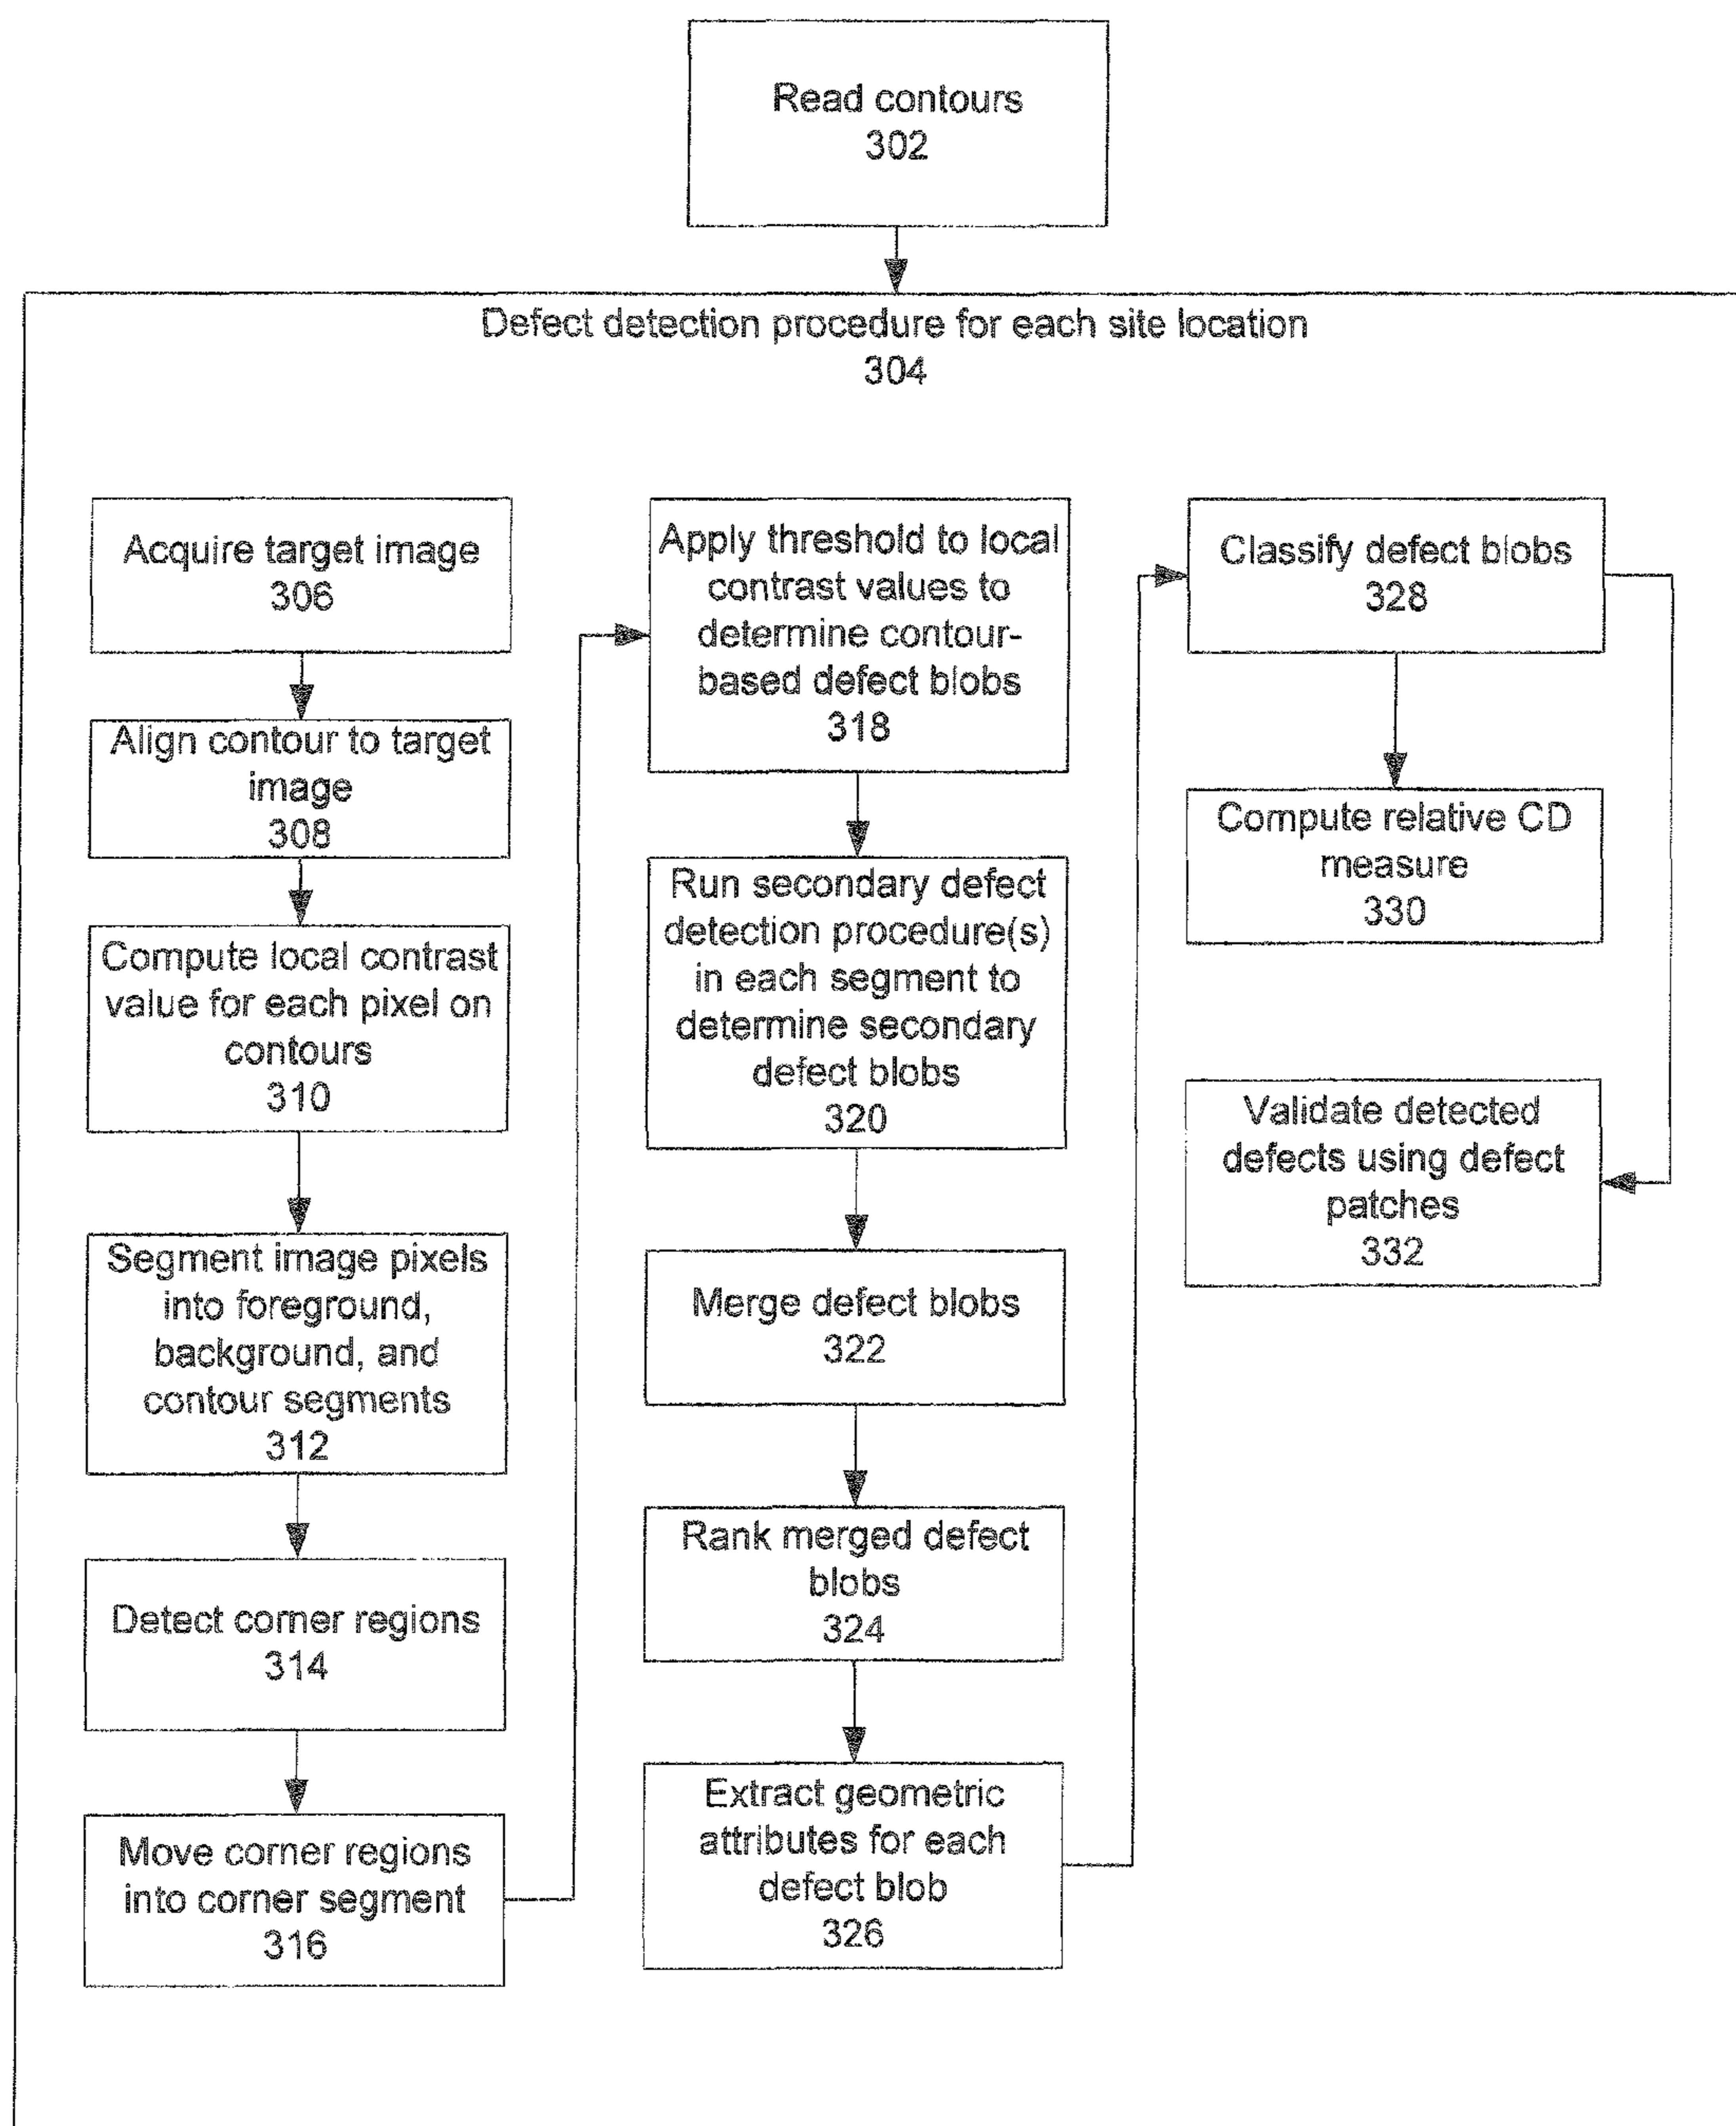 Read contours
302
Defect detection procedure for each site location
304
Acquire target image
306
Align contour to target
image
308
Compute local contrast
value for each pixel on
contours
310
Segment image pixels
into foreground,
background, and
contour segments
312
Detect corner regions
314
Move corner regions
into corner segment
316
Apply threshold to local
contrast values to
determine contour-
based defect blobs
318
Run secondary defect
detection procedure(s)
in each segment to
determine secondary
defect blobs
320
Merge defect blobs
322
Rank merged defect
blobs
324
Extract geometric
attributes for each
defect blob
326
Classify defect blobs
328
Compute relative CD
measure
330
Validate detected
defects using defect
patches
332